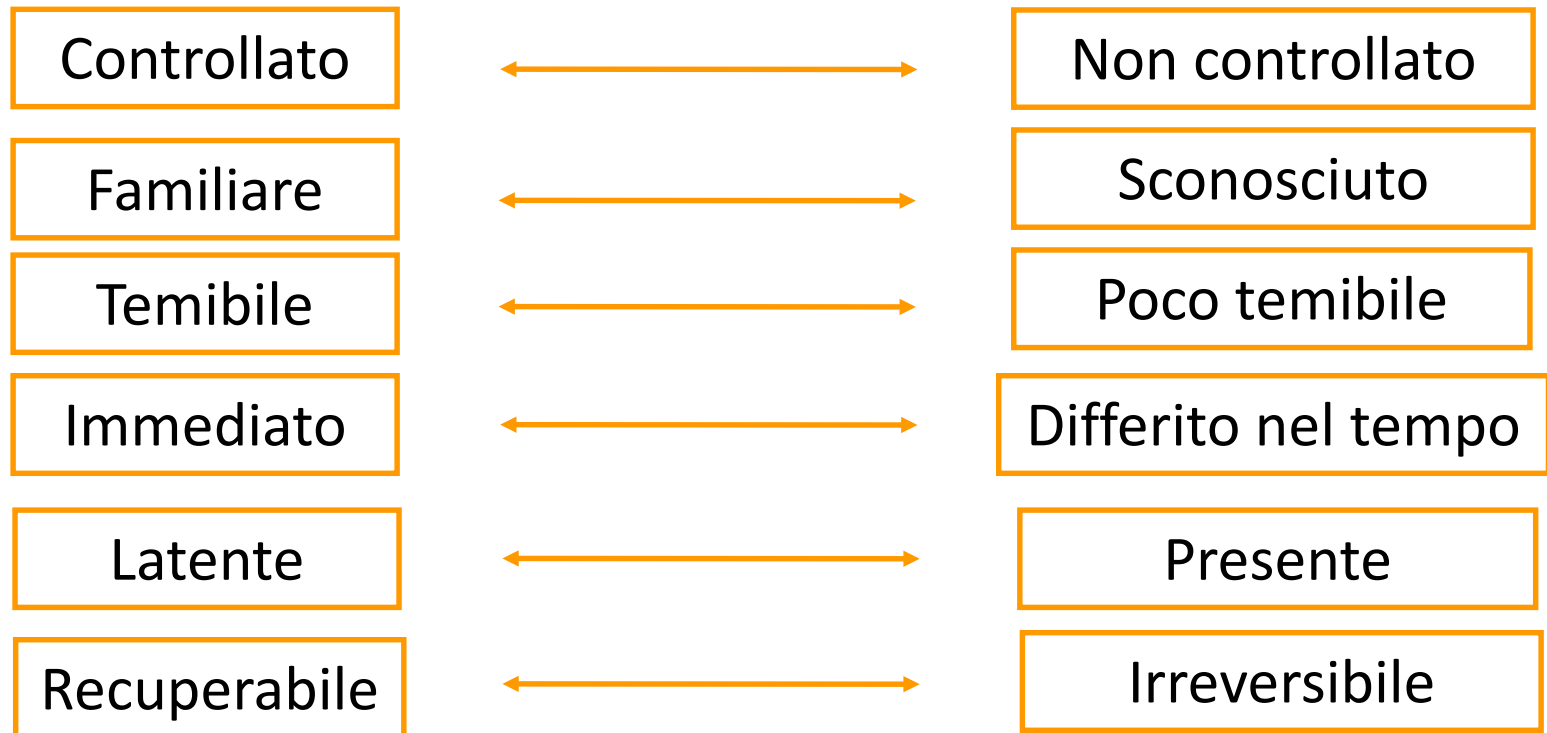 Controllato
Non controllato
Familiare
Sconosciuto
Temibile
Poco temibile
Immediato
Differito nel tempo
Latente
Presente
Recuperabile
Irreversibile